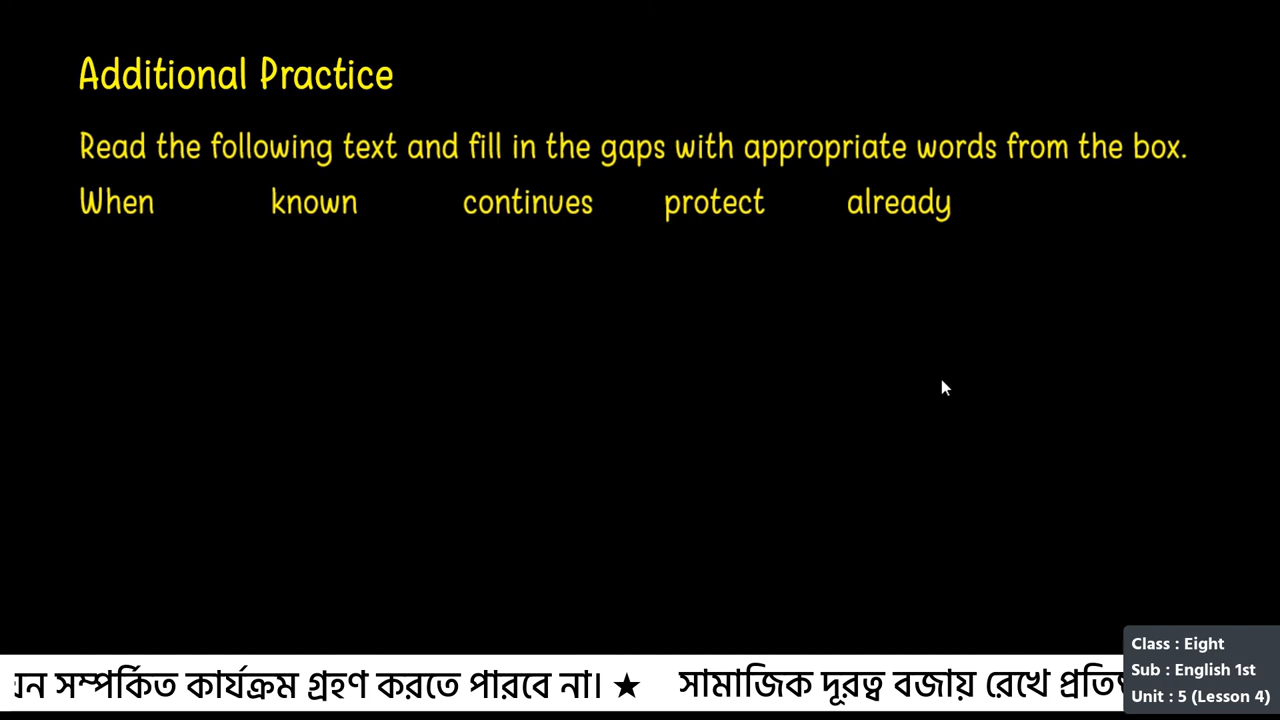 Additional Practice
Read the following text and fill in the gaps with appropriate words from the box.
When known continues protect already
সম্পর্কিত কার্যক্রম গ্রহণ করতে পারবে না। ★ সামাজিক দূরত্ব বজায় রেখে
Class : Eight
Sub : English 1st
Unit : 5 (Lesson 4)